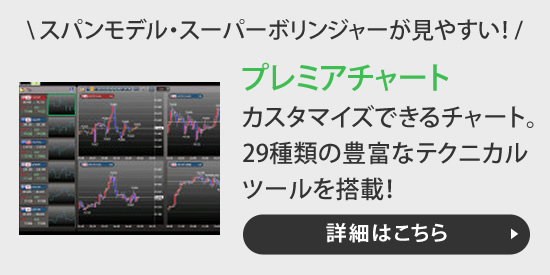 \ スパンモデル・スーパーボリンジャーが見やすい! /
プレミアチャート
カスタマイズできるチャート。
29種類の豊富なテクニカル
ツールを搭載!
詳細はこちら